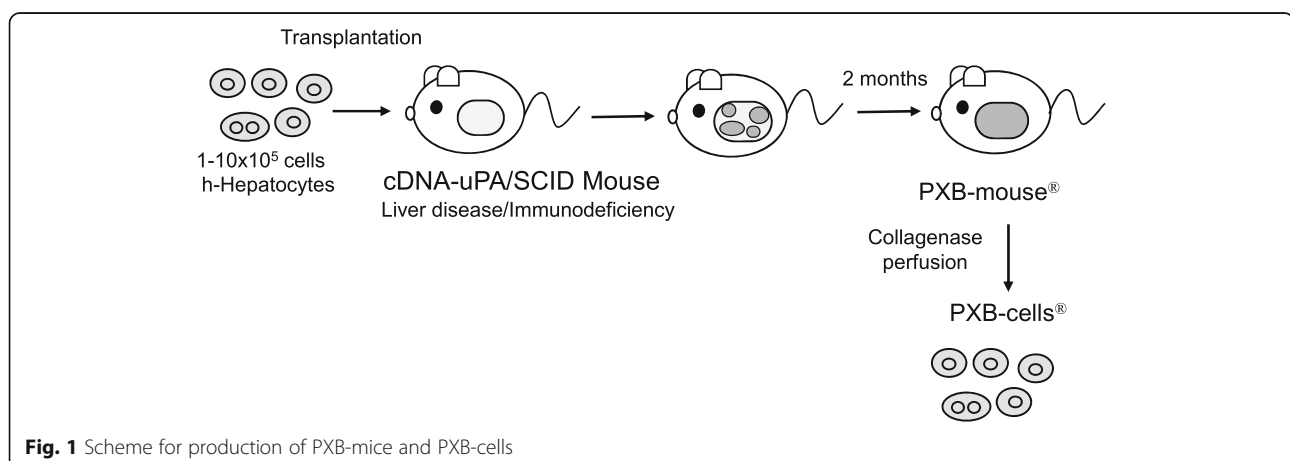 Transplantation
1-10x10⁵ cells
h-Hepatocytes
cDNA-uPA/SCID Mouse
Liver disease/Immunodeficiency
2 months
PXB-mouse®
Collagenase
perfusion
PXB-cells®
Fig. 1 Scheme for production of PXB-mice and PXB-cells